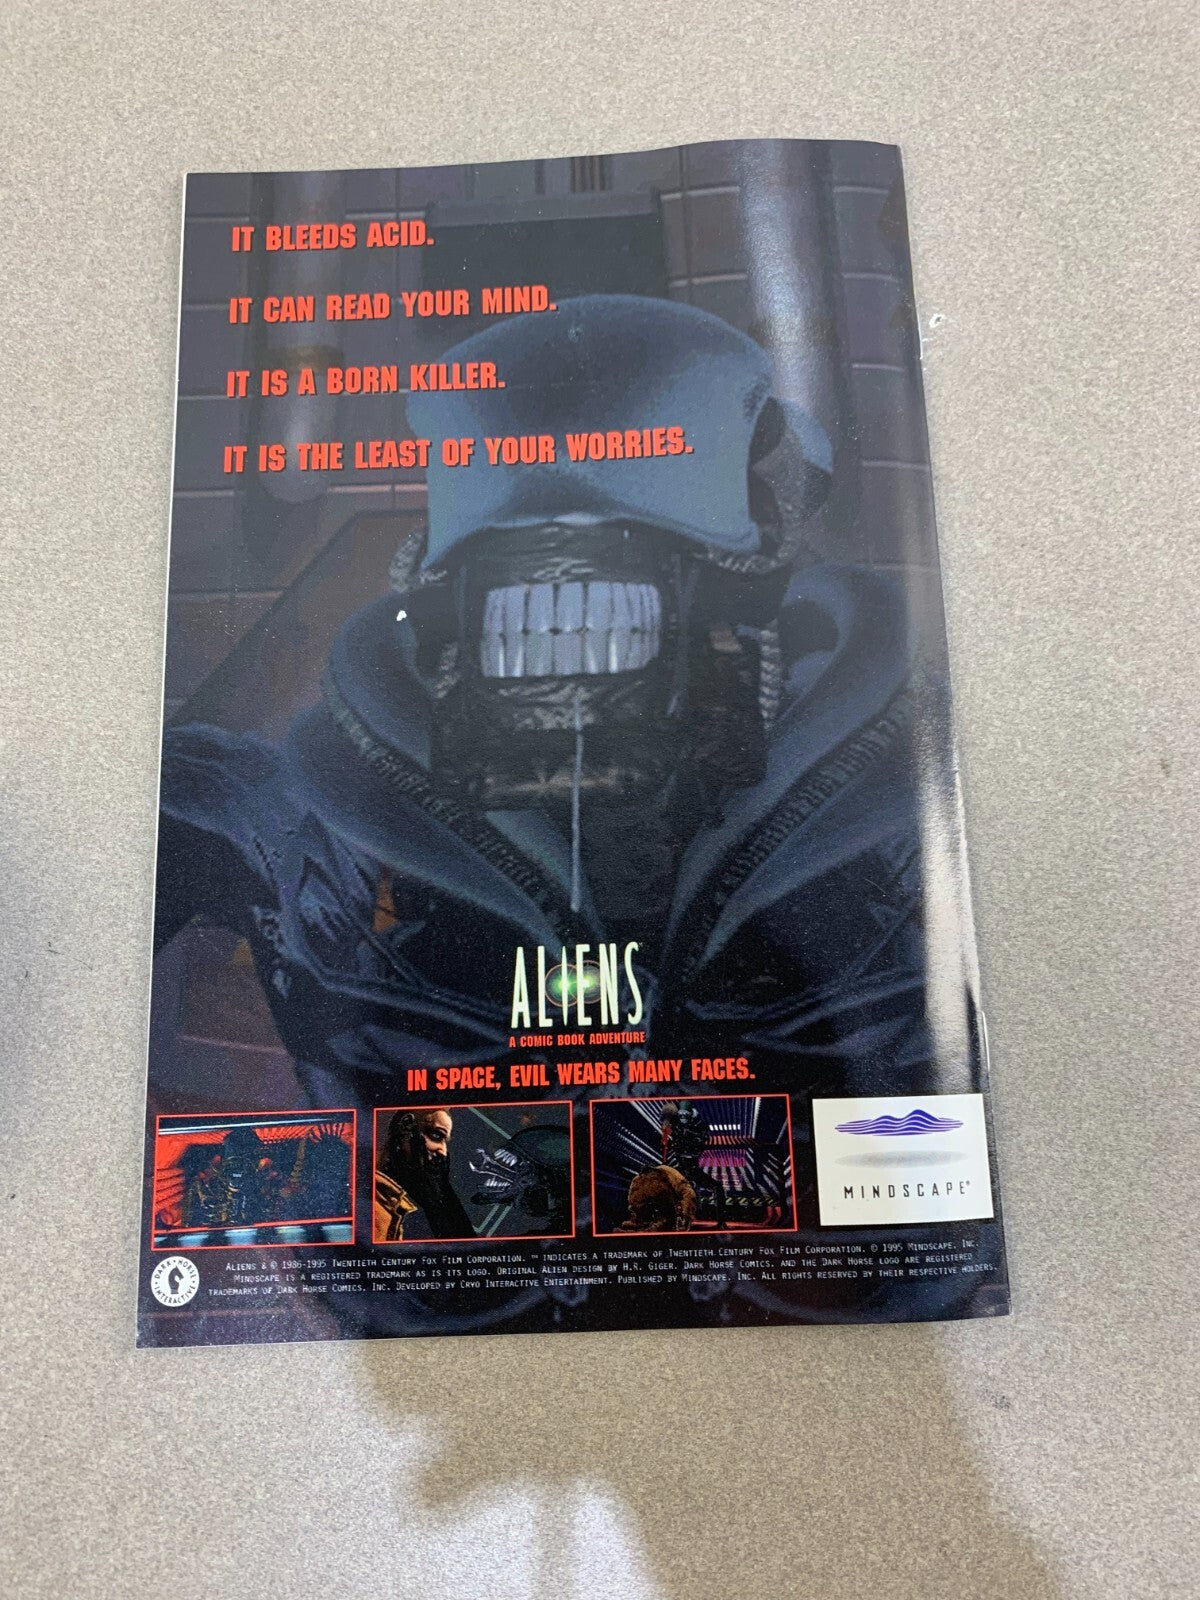 IT BLEEDS ACID.
IT CAN READ YOUR MIND.
IT IS A BORN KILLER.
IT IS THE LEAST OF YOUR WORRIES.
ALIENS
A COMIC BOOK ADVENTURE
IN SPACE, EVIL WEARS MANY FACES.
MINDSCAPE®
DARK HORSE INTERACTIVE
ALIENS & © 1986-1995 TWENTIETH CENTURY FOX FILM CORPORATION. ™ INDICATES A TRADEMARK OF TWENTIETH CENTURY FOX FILM CORPORATION. © 1995 MINDSCAPE, INC.
MINDSCAPE IS A REGISTERED TRADEMARK AS IS ITS LOGO. ORIGINAL ALIEN DESIGN BY H.R. GIGER. DARK HORSE COMICS, AND THE DARK HORSE LOGO ARE REGISTERED
TRADEMARKS OF DARK HORSE COMICS, INC. DEVELOPED BY CRYO INTERACTIVE ENTERTAINMENT. PUBLISHED BY MINDSCAPE, INC. ALL RIGHTS RESERVED BY THEIR RESPECTIVE HOLDERS.